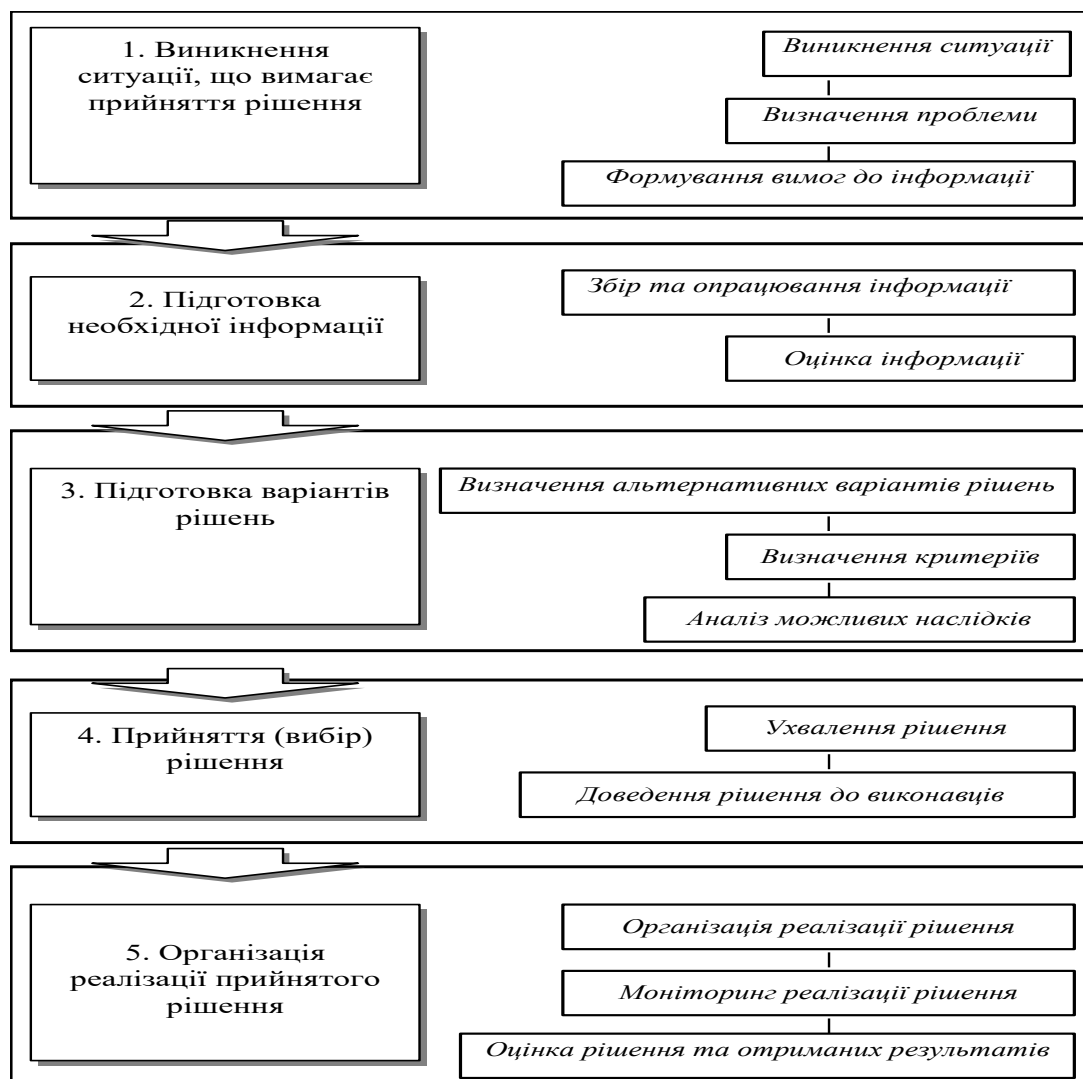 1. Виникнення
ситуації, що вимагає
прийняття рішення
Виникнення ситуації
Визначення проблеми
Формування вимог до інформації
2. Підготовка
необхідної інформації
Збір та опрацювання інформації
Оцінка інформації
3. Підготовка варіантів
рішень
Визначення альтернативних варіантів рішень
Визначення критеріїв
Аналіз можливих наслідків
4. Прийняття (вибір)
рішення
Ухвалення рішення
Доведення рішення до виконавців
5. Організація
реалізації прийнятого
рішення
Організація реалізації рішення
Моніторинг реалізації рішення
Оцінка рішення та отриманих результатів